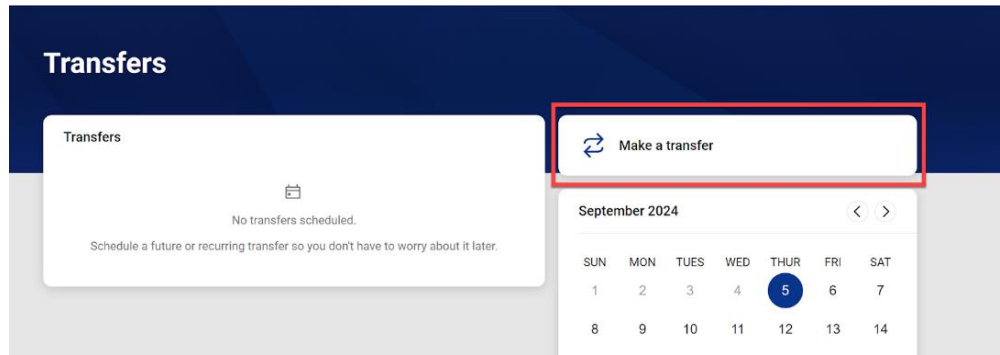 Transfers
Transfers
No transfers scheduled.
Schedule a future or recurring transfer so you don't have to worry about it later.
Make a transfer
September 2024
SUN MON TUES WED THUR FRI SAT
1 2 3 4 5 6 7
8 9 10 11 12 13 14